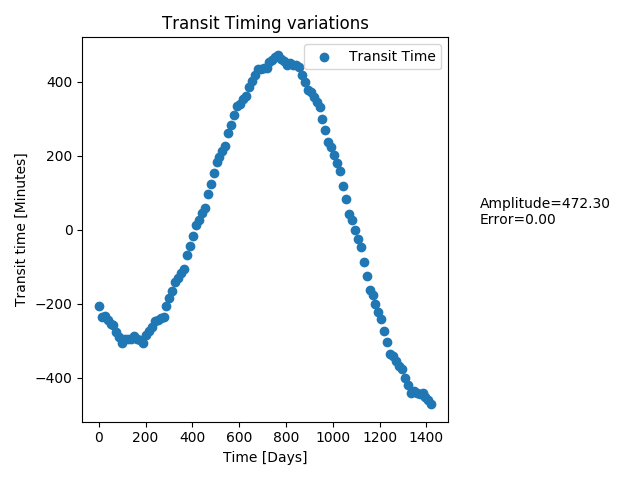 Transit Timing variations
Transit Time
Transit time [Minutes]
400
200
0
−200
−400
0 200 400 600 800 1000 1200 1400
Time [Days]
Amplitude=472.30
Error=0.00